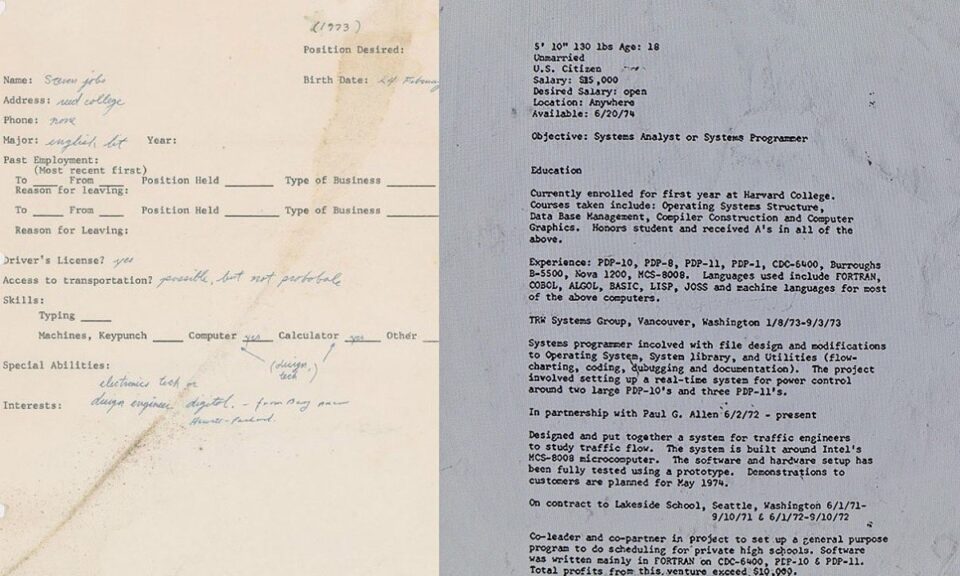 (1973)
Position Desired:
Name: Steven jobs
Birth Date: 24 Februay
Address: reed college
Phone: none
Major: english lit Year:
Past Employment:
(Most recent first)
To ____ From ____ Position Held ________ Type of Business ________
Reason for leaving:
To ____ From ____ Position Held ________ Type of Business ________
Reason for Leaving:
Driver's License? yes
Access to transportation? possible, but not probable
Skills:
Typing ____
Machines, Keypunch ____ Computer yes Calculator yes Other ____
(design, tech)
Special Abilities:
electronics tech or
Interests: design engineer digital. – from Bay near
Hewitt-Packard
5' 10" 130 lbs Age: 18
Unmarried
U.S. Citizen
Salary: $15,000
Desired Salary: open
Location: Anywhere
Available: 6/20/74
Objective: Systems Analyst or Systems Programmer
Education
Currently enrolled for first year at Harvard College.
Courses taken include: Operating Systems Structure,
Data Base Management, Compiler Construction and Computer
Graphics. Honors student and received A's in all of the
above.
Experience: PDP-10, PDP-8, PDP-11, PDP-1, CDC-6400, Burroughs
B-5500, Nova 1200, MCS-8008. Languages used include FORTRAN,
COBOL, ALGOL, BASIC, LISP, JOSS and machine languages for most
of the above computers.
TRW Systems Group, Vancouver, Washington 1/8/73-9/3/73
Systems programmer incolved with file design and modifications
to Operating System, System library, and Utilities (flow-
charting, coding, dubugging and documentation). The project
involved setting up a real-time system for power control
around two large PDP-10's and three PDP-11's.
In partnership with Paul G. Allen 6/2/72 - present
Designed and put together a system for traffic engineers
to study traffic flow. The system is built around Intel's
MCS-8008 microcomputer. The software and hardware setup has
been fully tested using a prototype. Demonstrations to
customers are planned for May 1974.
On contract to Lakeside School, Seattle, Washington 6/1/71-
9/10/71 & 6/1/72-9/10/72
Co-leader and co-partner in project to set up a general purpose
program to do scheduling for private high schools. Software
was written mainly in FORTRAN on CDC-6400, PDP-10 & PDP-11.
Total profits from this venture exceed $10,000.